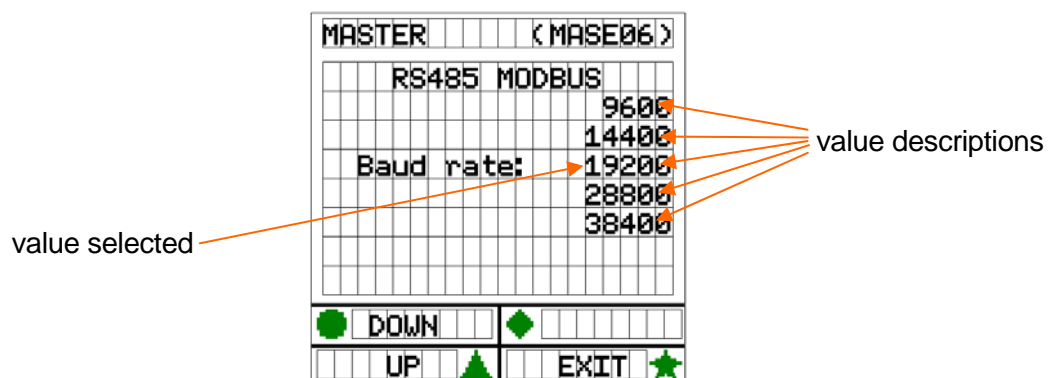 MASTER (MASE06)
RS485 MODBUS
9600
14400
value descriptions
Baud rate: 19200
28800
38400
value selected
DOWN
UP EXIT